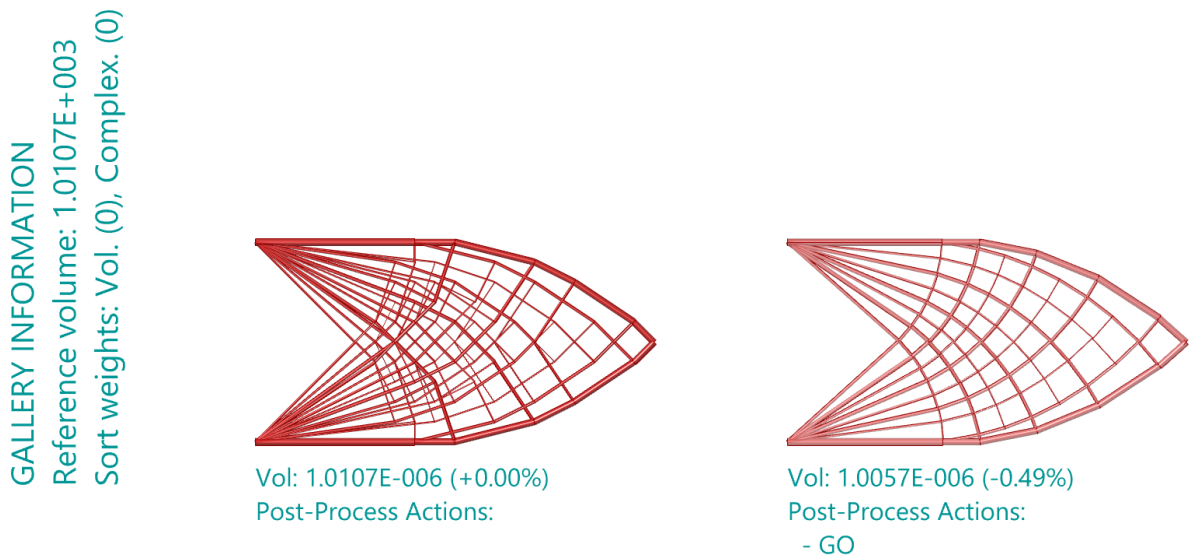 GALLERY INFORMATION
Reference volume: 1.0107E+003
Sort weights: Vol. (0), Complex. (0)
Vol: 1.0107E-006 (+0.00%)
Post-Process Actions:
Vol: 1.0057E-006 (-0.49%)
Post-Process Actions:
- GO